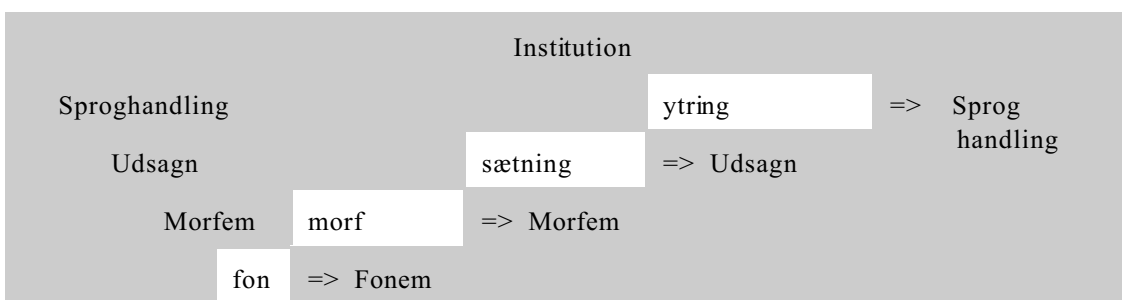 Institution
Sproghandling ytring => Sprog
handling
Udsagn sætning => Udsagn
Morfem morf => Morfem
fon => Fonem